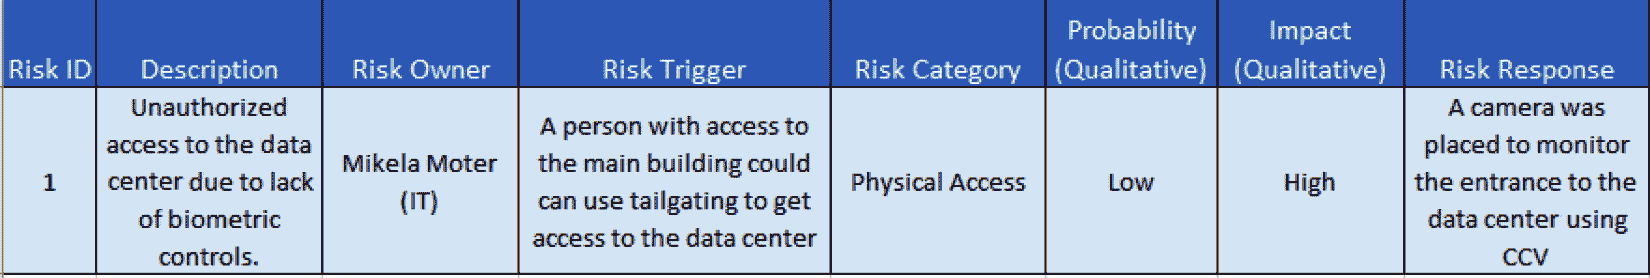 Risk ID
Description
Risk Owner
Risk Trigger
Risk Category
Probability
(Qualitative)
Impact
(Qualitative)
Risk Response
1
Unauthorized
access to the data
center due to lack
of biometric
controls.
Mikela Moter
(IT)
A person with access to
the main building could
can use tailgating to get
access to the data center
Physical Access
Low
High
A camera was
placed to monitor
the entrance to the
data center using
CCV